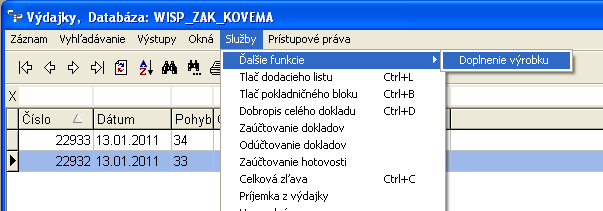 Výdajky, Databáza: WISP_ZAK_KOVEMA
Záznam Vyhľadávanie Výstupy Okná Služby Prístupové práva
Ďalšie funkcie Doplnenie výrobku
Tlač dodacieho listu Ctrl+L
Tlač pokladničného bloku Ctrl+B
Dobropis celého dokladu Ctrl+D
Zaúčtovanie dokladov
Odúčtovanie dokladov
Zaúčtovanie hotovosti
Celková zľava Ctrl+C
Príjemka z výdajky
X
Číslo Dátum Pohyb
22933 13.01.2011 34
22932 13.01.2011 33